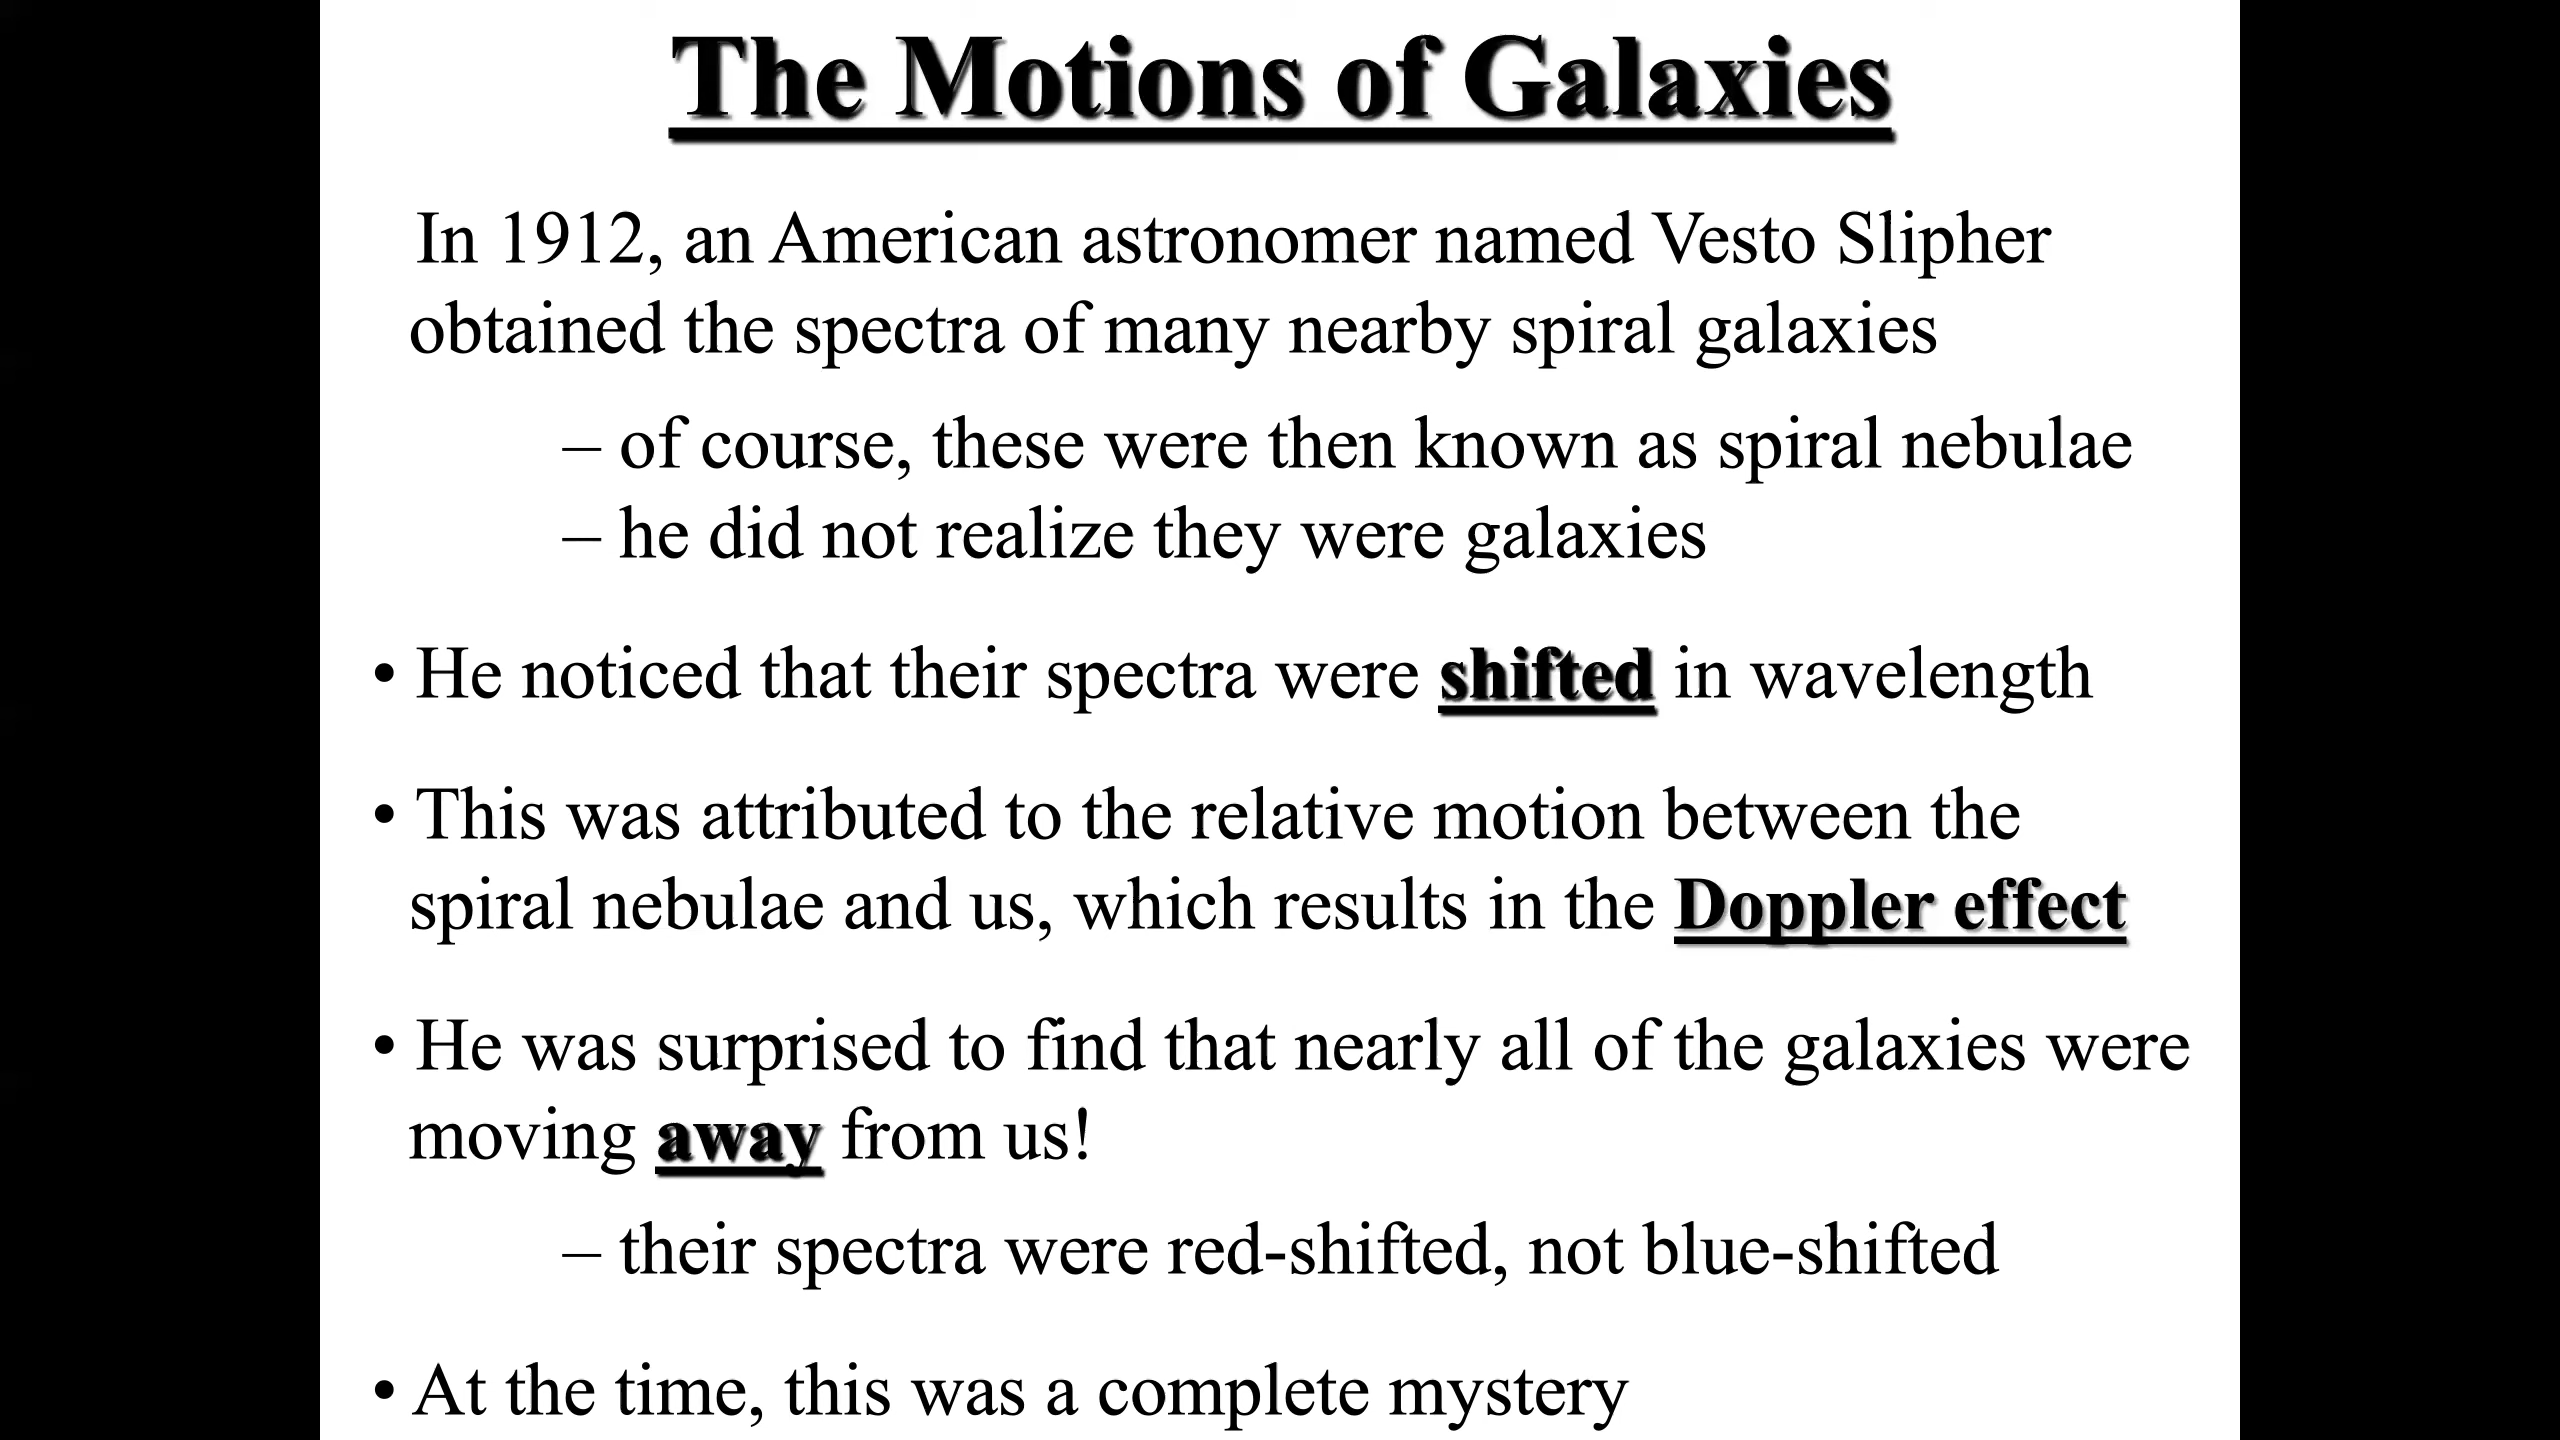 The Motions of Galaxies
In 1912, an American astronomer named Vesto Slipher
obtained the spectra of many nearby spiral galaxies
– of course, these were then known as spiral nebulae
– he did not realize they were galaxies
• He noticed that their spectra were shifted in wavelength
• This was attributed to the relative motion between the
spiral nebulae and us, which results in the Doppler effect
• He was surprised to find that nearly all of the galaxies were
moving away from us!
– their spectra were red-shifted, not blue-shifted
• At the time, this was a complete mystery